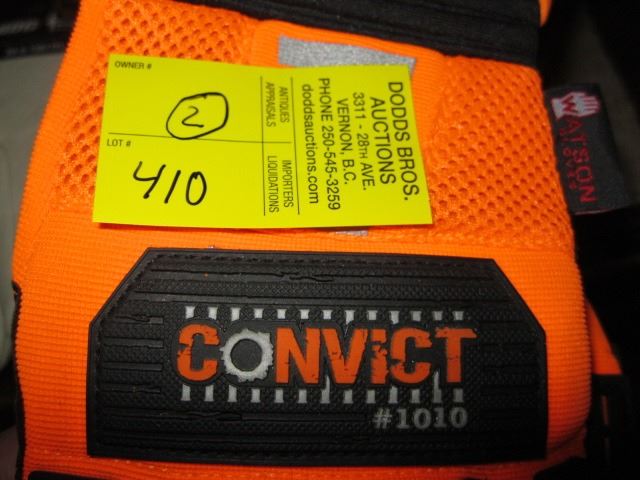 OWNER #
2
LOT #
410
ANTIQUES
APPRAISALS
IMPORTERS
LIQUIDATIONS
DODDS BROS.
AUCTIONS
3311 - 28TH AVE.
VERNON, B.C.
PHONE 250-545-3259
doddsauctions.com
WATSON
GLOVES
CONViCT
#1010